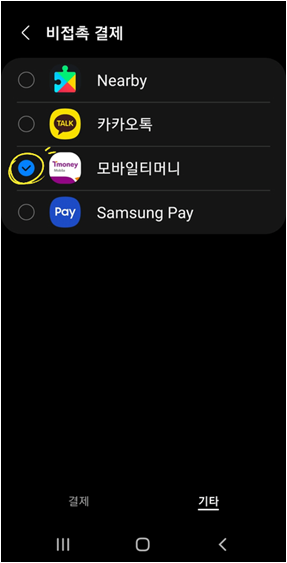 비접촉 결제
Nearby
TALK
카카오톡
Tmoney
Mobile
모바일티머니
Pay
Samsung Pay
결제
기타